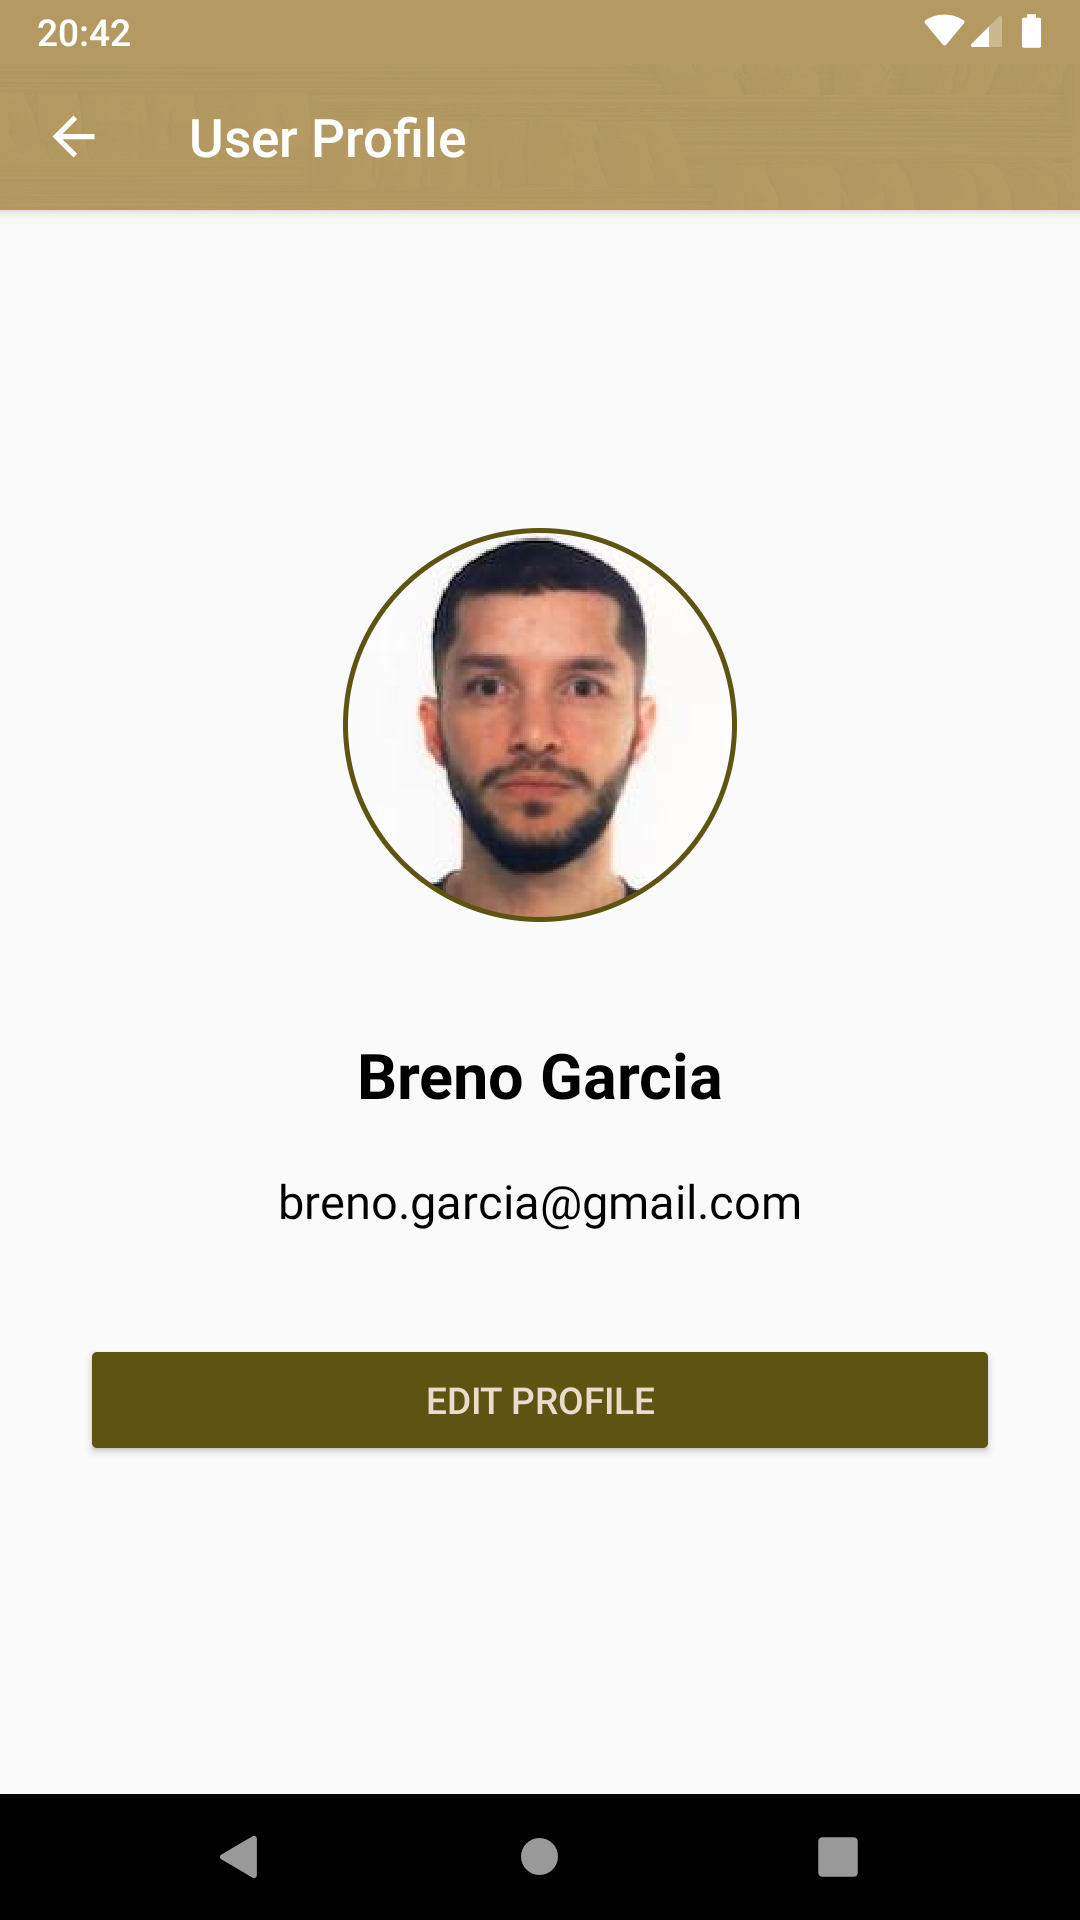 20:42
User Profile
Breno Garcia
breno.garcia@gmail.com
EDIT PROFILE